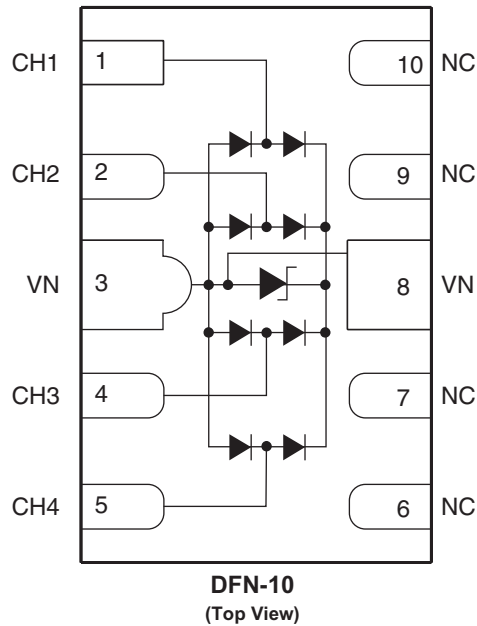 CH1 1 10 NC
CH2 2 9 NC
VN 3 8 VN
CH3 4 7 NC
CH4 5 6 NC
DFN-10
(Top View)